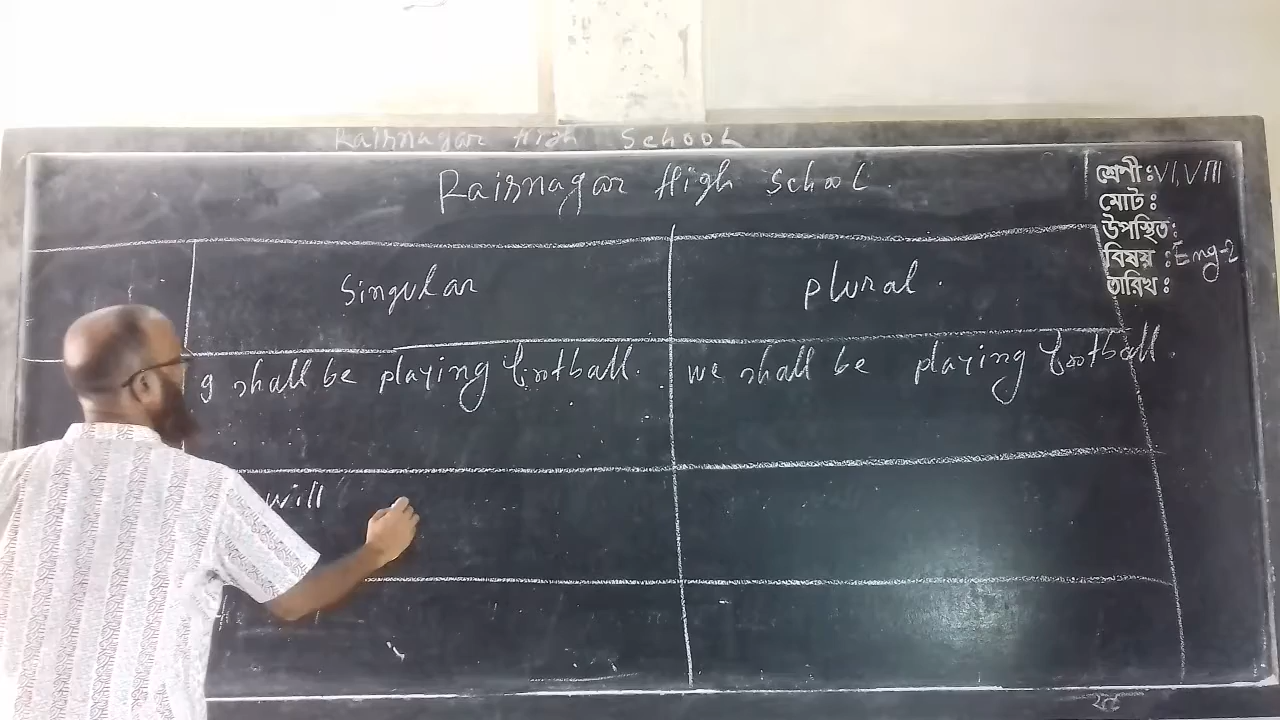 Raisnagar High School
Raisnagar High School.
শ্রেণী: VI, VIII
মোট:
উপস্থিত:
বিষয়: Eng-2
তারিখ:
Singular
plural.
I shall be playing football.
we shall be playing football.
will